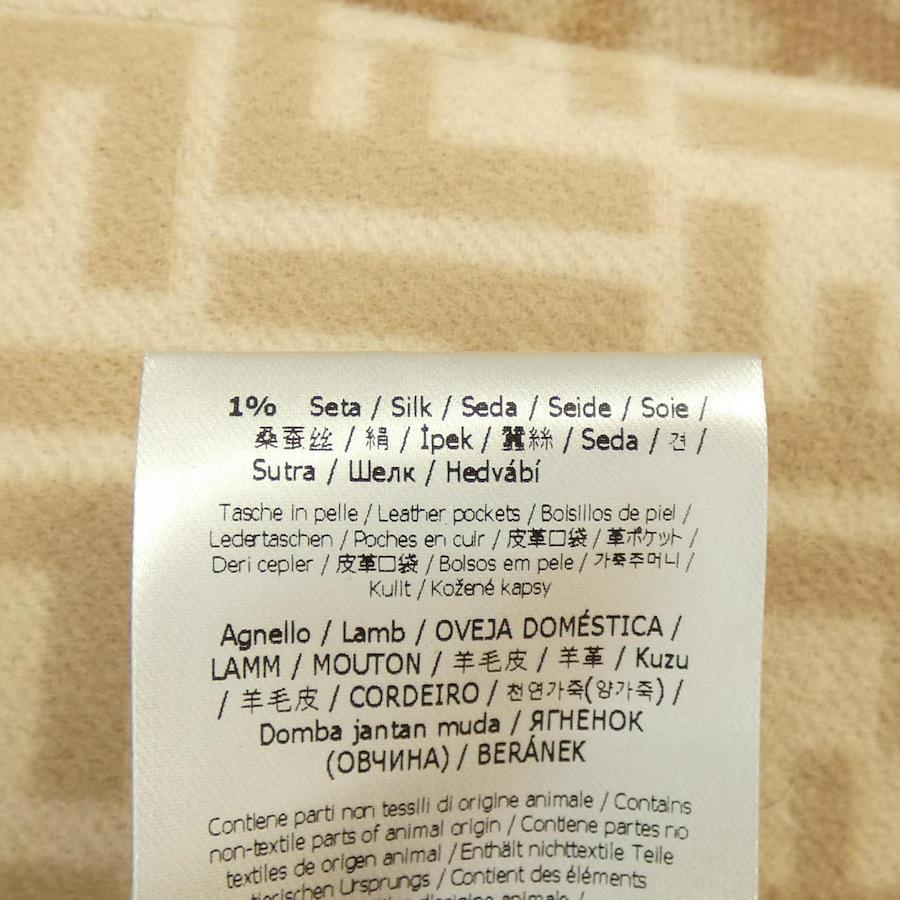 1% Seta / Silk / Seda / Seide / Soie /
桑蚕丝 / 絹 / İpek / 蠶絲 / Seda / 견 /
Sutra / Шелк / Hedvábí
Tasche in pelle / Leather pockets / Bolsillos de piel /
Ledertaschen / Poches en cuir / 皮革口袋 / 革ポケット /
Deri cepler / 皮革口袋 / Bolsos em pele / 가죽주머니 /
Kulit / Kožené kapsy
Agnello / Lamb / OVEJA DOMÉSTICA /
LAMM / MOUTON / 羊毛皮 / 羊革 / Kuzu
/ 羊毛皮 / CORDEIRO / 천연가죽(양가죽) /
Domba jantan muda / ЯГНЕНОК
(ОВЧИНА) / BERÁNEK
Contiene parti non tessili di origine animale / Contains
non-textile parts of animal origin / Contiene partes no
textiles de origen animal / Enthält nichttextile Teile
tierischen Ursprungs / Contient des éléments
d'origine animale /